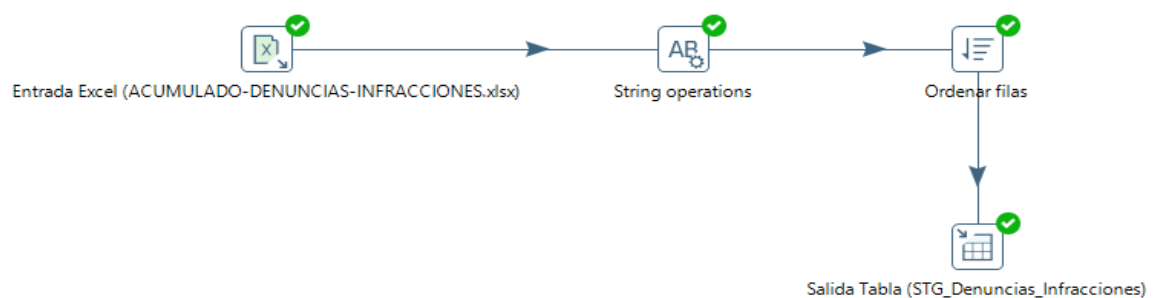 Entrada Excel (ACUMULADO-DENUNCIAS-INFRACCIONES.xlsx)
String operations
Ordenar filas
Salida Tabla (STG_Denuncias_Infracciones)